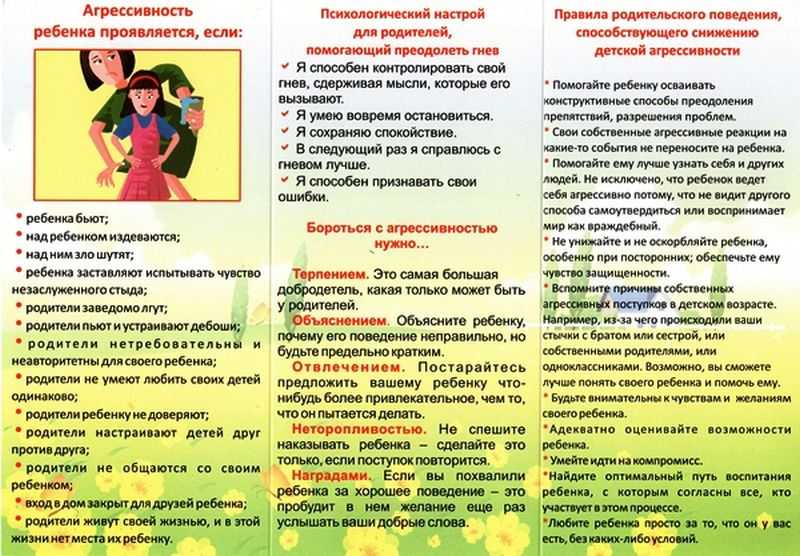 Агрессивность
ребенка проявляется, если:
• ребенка бьют;
• над ребенком издеваются;
• над ним зло шутят;
• ребенка заставляют испытывать чувство
незаслуженного стыда;
• родители заведомо лгут;
• родители пьют и устраивают дебоши;
• родители нетребовательны и
неавторитетны для своего ребенка;
• родители не умеют любить своих детей
одинаково;
• родители ребенку не доверяют;
• родители настраивают детей друг
против друга;
• родители не общаются со своим
ребенком;
• вход в дом закрыт для друзей ребенка;
• родители живут своей жизнью, и в этой
жизни нет места их ребенку.
Психологический настрой
для родителей,
помогающий преодолеть гнев
✓ Я способен контролировать свой
гнев, сдерживая мысли, которые его
вызывают.
✓ Я умею вовремя остановиться.
✓ Я сохраняю спокойствие.
✓ В следующий раз я справлюсь с
гневом лучше.
✓ Я способен признавать свои
ошибки.
Бороться с агрессивностью
нужно…
Терпением. Это самая большая
добродетель, какая только может быть
у родителей.
Объяснением. Объясните ребенку,
почему его поведение неправильно, но
будьте предельно кратким.
Отвлечением. Постарайтесь
предложить вашему ребенку что-
нибудь более привлекательное, чем то,
что он пытается делать.
Неторопливостью. Не спешите
наказывать ребенка – сделайте это
только, если поступок повторится.
Наградами. Если вы похвалили
ребенка за хорошее поведение – это
пробудит в нем желание еще раз
услышать ваши добрые слова.
Правила родительского поведения,
способствующего снижению
детской агрессивности
* Помогайте ребенку осваивать
конструктивные способы преодоления
препятствий, разрешения проблем.
* Свои собственные агрессивные реакции на
какие-то события не переносите на ребенка.
* Помогайте ему лучше узнать себя и других
людей. Не исключено, что ребенок ведет
себя агрессивно потому, что не видит другого
способа самоутвердиться или воспринимает
мир как враждебный.
* Не унижайте и не оскорбляйте ребенка,
особенно при посторонних; обеспечьте ему
чувство защищенности.
* Вспомните причины собственных
агрессивных поступков в детском возрасте.
Например, из-за чего происходили ваши
стычки с братом или сестрой, или
собственными родителями, или
одноклассниками. Возможно, вы сможете
лучше понять своего ребенка и помочь ему.
* Будьте внимательны к чувствам и желаниям
своего ребенка.
*Адекватно оценивайте возможности
ребенка.
*Умейте идти на компромисс.
*Найдите оптимальный путь воспитания
ребенка, с которым согласны все, кто
участвует в этом процессе.
*Любите ребенка просто за то, что он у вас
есть, без каких-либо условий.